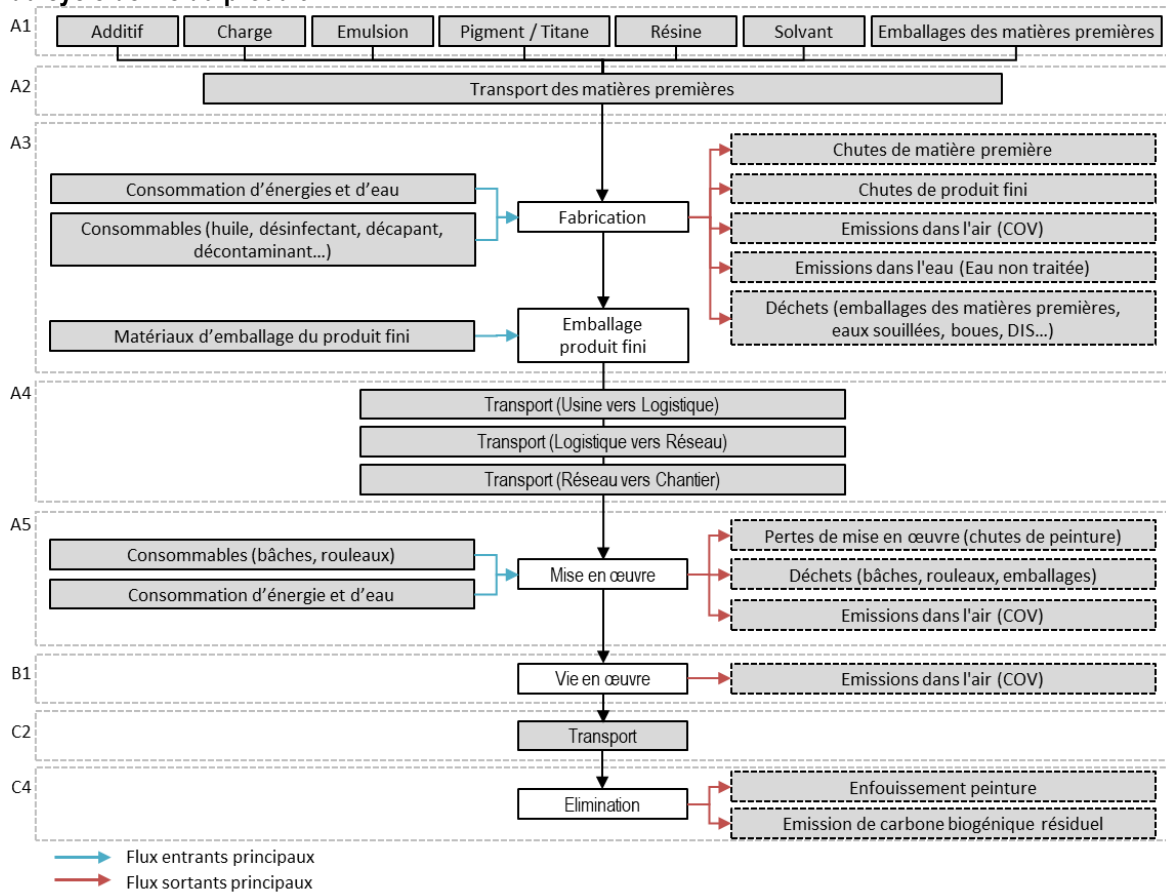 A1
Additif
Charge
Emulsion
Pigment / Titane
Résine
Solvant
Emballages des matières premières
A2
Transport des matières premières
A3
Consommation d'énergies et d'eau
Consommables (huile, désinfectant, décapant,
décontaminant…)
Fabrication
Chutes de matière première
Chutes de produit fini
Emissions dans l'air (COV)
Emissions dans l'eau (Eau non traitée)
Déchets (emballages des matières premières,
eaux souillées, boues, DIS…)
Matériaux d'emballage du produit fini
Emballage
produit fini
A4
Transport (Usine vers Logistique)
Transport (Logistique vers Réseau)
Transport (Réseau vers Chantier)
A5
Consommables (bâches, rouleaux)
Consommation d'énergie et d'eau
Mise en œuvre
Pertes de mise en œuvre (chutes de peinture)
Déchets (bâches, rouleaux, emballages)
Emissions dans l'air (COV)
B1
Vie en œuvre
Emissions dans l'air (COV)
C2
Transport
C4
Elimination
Enfouissement peinture
Emission de carbone biogénique résiduel
Flux entrants principaux
Flux sortants principaux